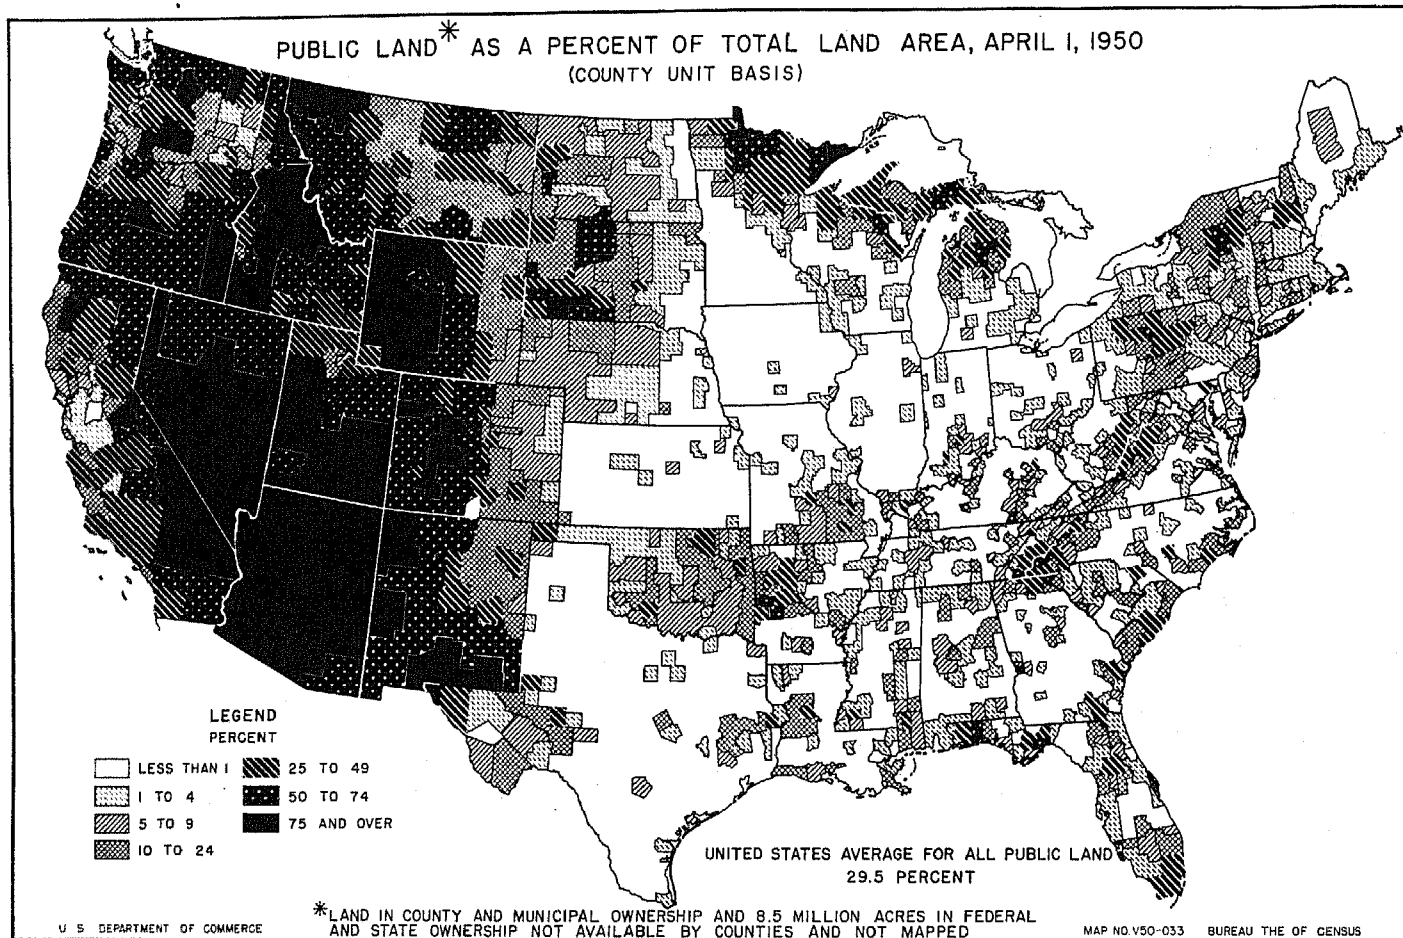 PUBLIC LAND* AS A PERCENT OF TOTAL LAND AREA, APRIL 1, 1950
(COUNTY UNIT BASIS)
LEGEND
PERCENT
LESS THAN 1
1 TO 4
5 TO 9
10 TO 24
25 TO 49
50 TO 74
75 AND OVER
UNITED STATES AVERAGE FOR ALL PUBLIC LAND
29.5 PERCENT
*LAND IN COUNTY AND MUNICIPAL OWNERSHIP AND 8.5 MILLION ACRES IN FEDERAL
AND STATE OWNERSHIP NOT AVAILABLE BY COUNTIES AND NOT MAPPED
U S DEPARTMENT OF COMMERCE
MAP NO. V50-033 BUREAU THE OF CENSUS